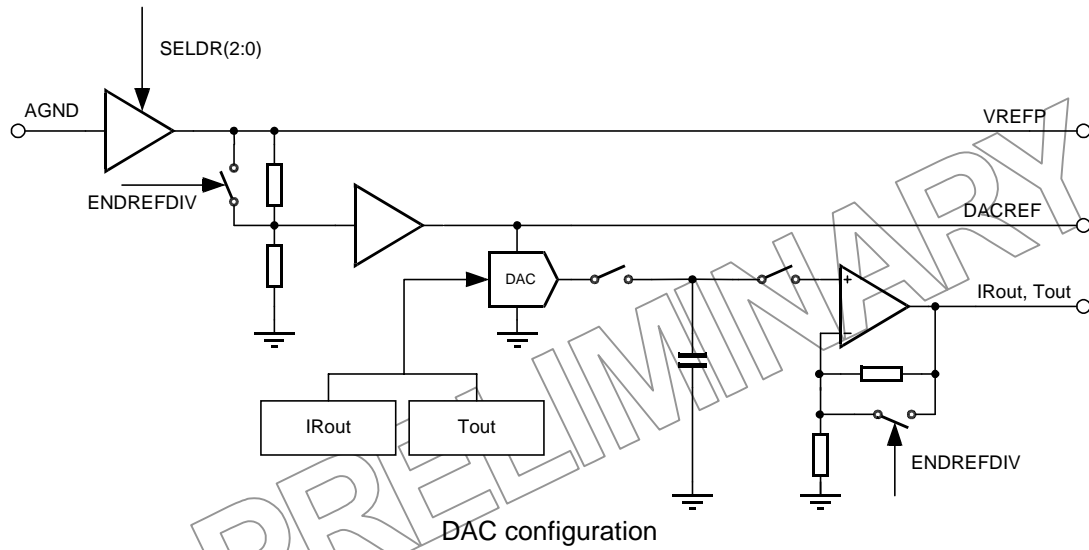 SELDR(2:0)
AGND
VREFP
ENDREFDIV
DACREF
DAC
IRout, Tout
+
−
IRout
Tout
ENDREFDIV
DAC configuration
PRELIMINARY